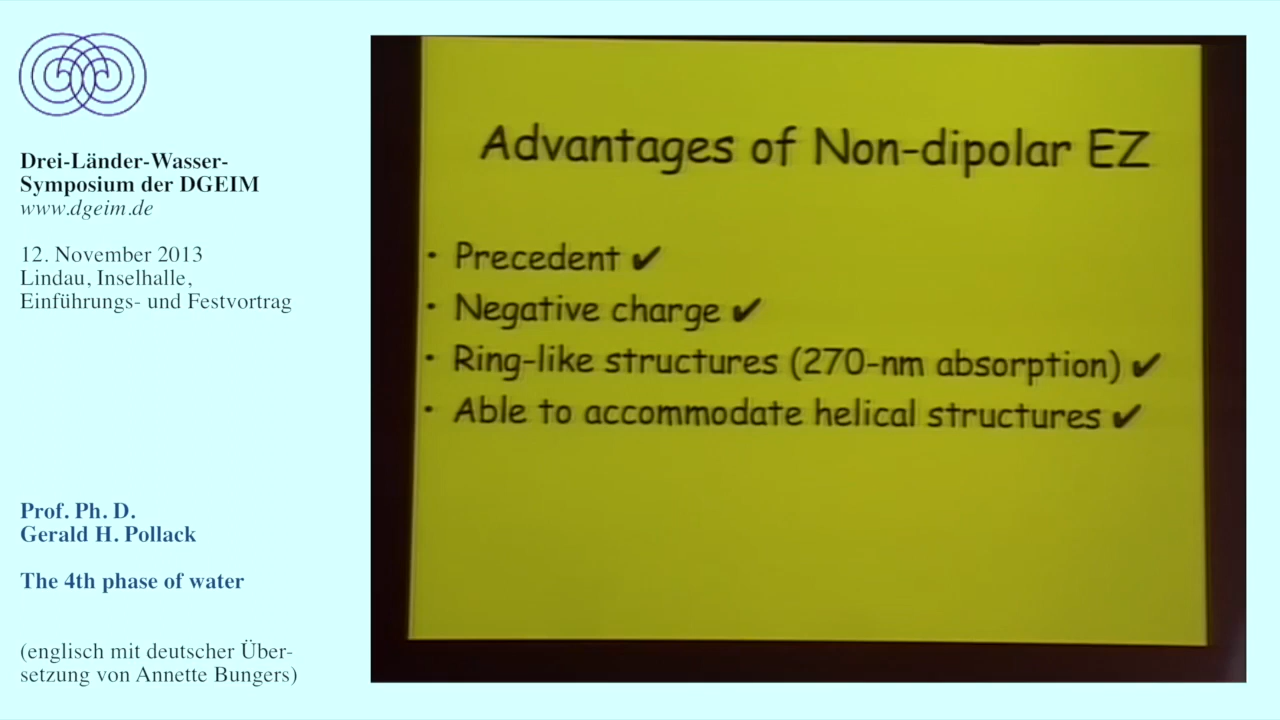 Drei-Länder-Wasser-
Symposium der DGEIM
www.dgeim.de
12. November 2013
Lindau, Inselhalle,
Einführungs- und Festvortrag
Prof. Ph. D.
Gerald H. Pollack
The 4th phase of water
(englisch mit deutscher Über-
setzung von Annette Bungers)
Advantages of Non-dipolar EZ
• Precedent ✔
• Negative charge ✔
• Ring-like structures (270-nm absorption) ✔
• Able to accommodate helical structures ✔